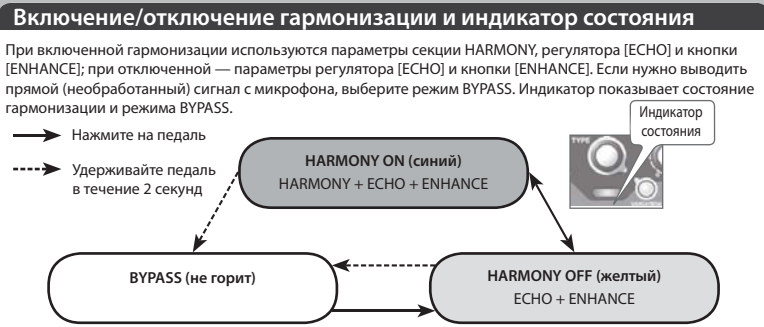 Включение/отключение гармонизации и индикатор состояния
При включенной гармонизации используются параметры секции HARMONY, регулятора [ECHO] и кнопки
[ENHANCE]; при отключенной — параметры регулятора [ECHO] и кнопки [ENHANCE]. Если нужно выводить
прямой (необработанный) сигнал с микрофона, выберите режим BYPASS. Индикатор показывает состояние
гармонизации и режима BYPASS.
Индикатор
состояния
Нажмите на педаль
Удерживайте педаль
в течение 2 секунд
TYPE
HARMONY ON (синий)
HARMONY + ECHO + ENHANCE
BYPASS (не горит)
HARMONY OFF (желтый)
ECHO + ENHANCE